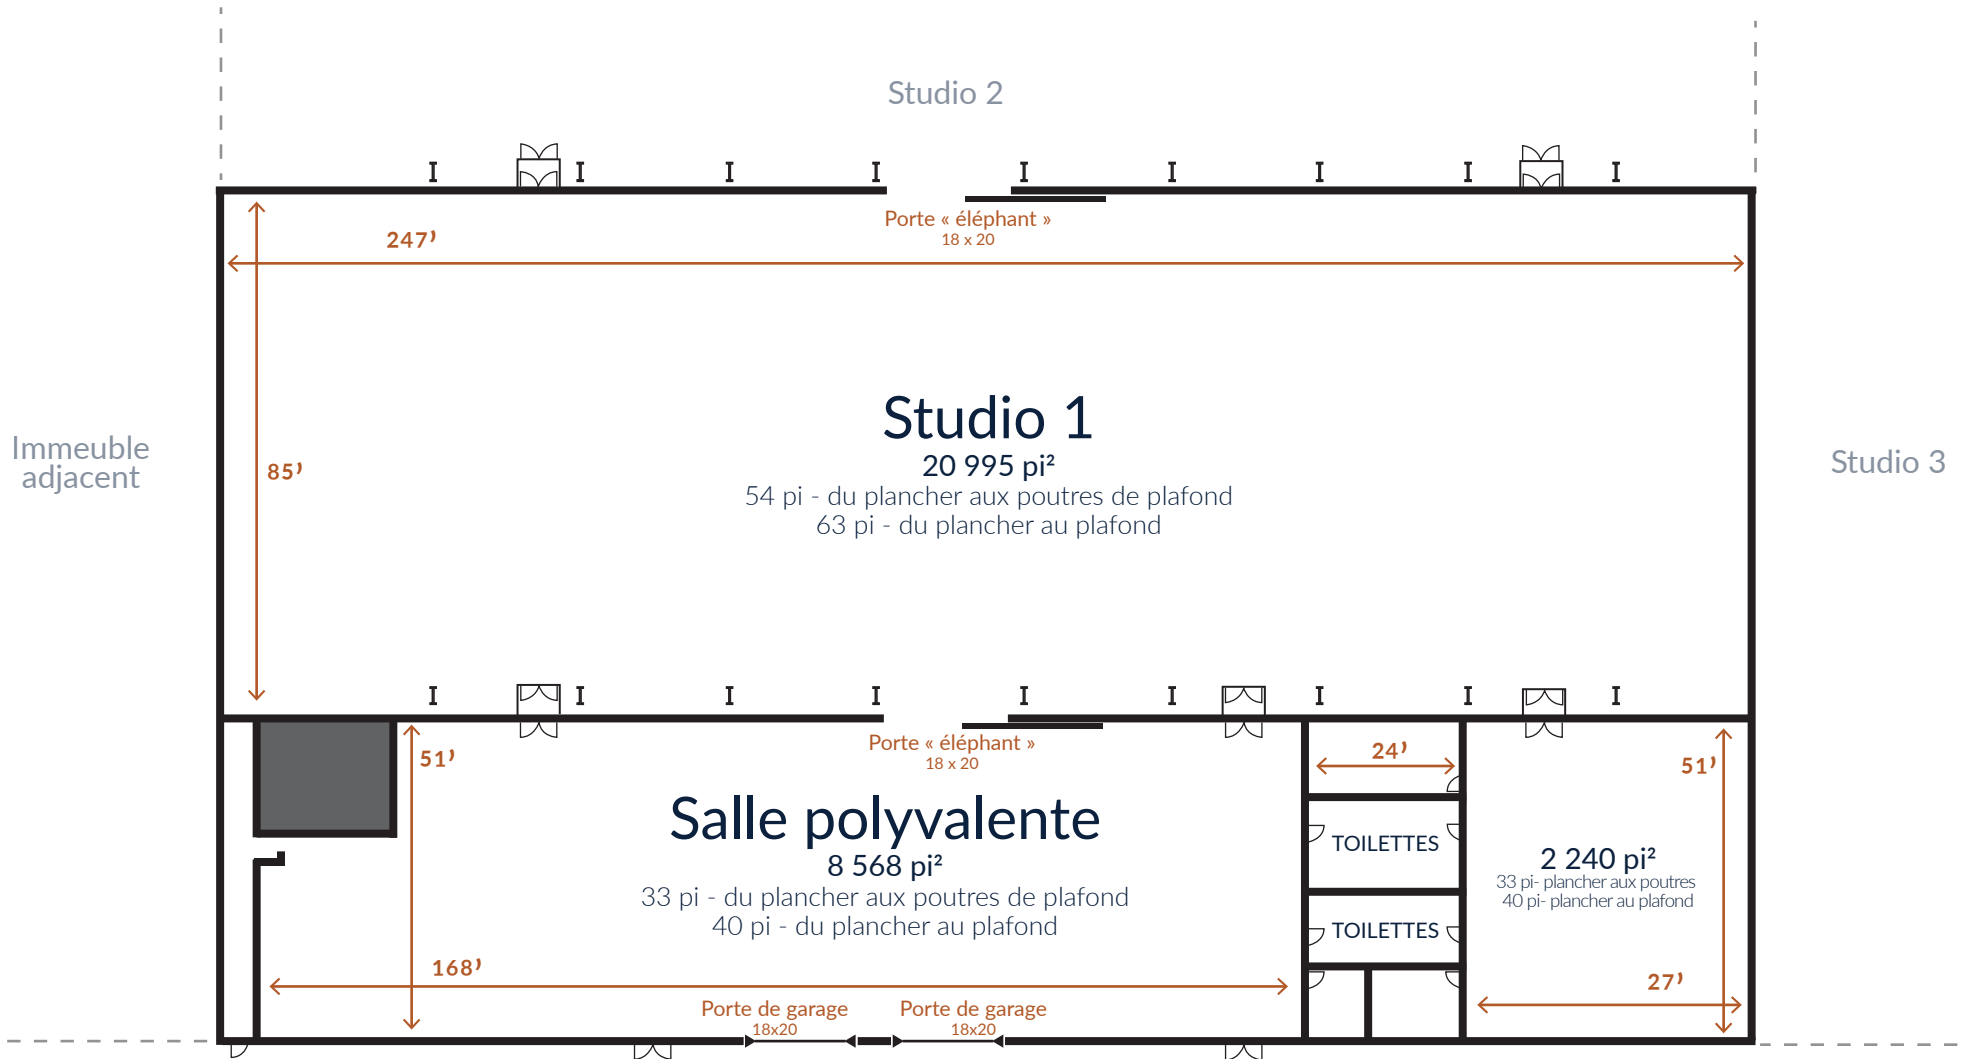 Studio 2
Porte « éléphant »
18 x 20
247’
85’
Immeuble
adjacent
Studio 1
20 995 pi²
54 pi - du plancher aux poutres de plafond
63 pi - du plancher au plafond
Studio 3
Porte « éléphant »
18 x 20
51’
24’
51’
Salle polyvalente
8 568 pi²
33 pi - du plancher aux poutres de plafond
40 pi - du plancher au plafond
TOILETTES
TOILETTES
2 240 pi²
33 pi- plancher aux poutres
40 pi- plancher au plafond
168’
27’
Porte de garage
18x20
Porte de garage
18x20